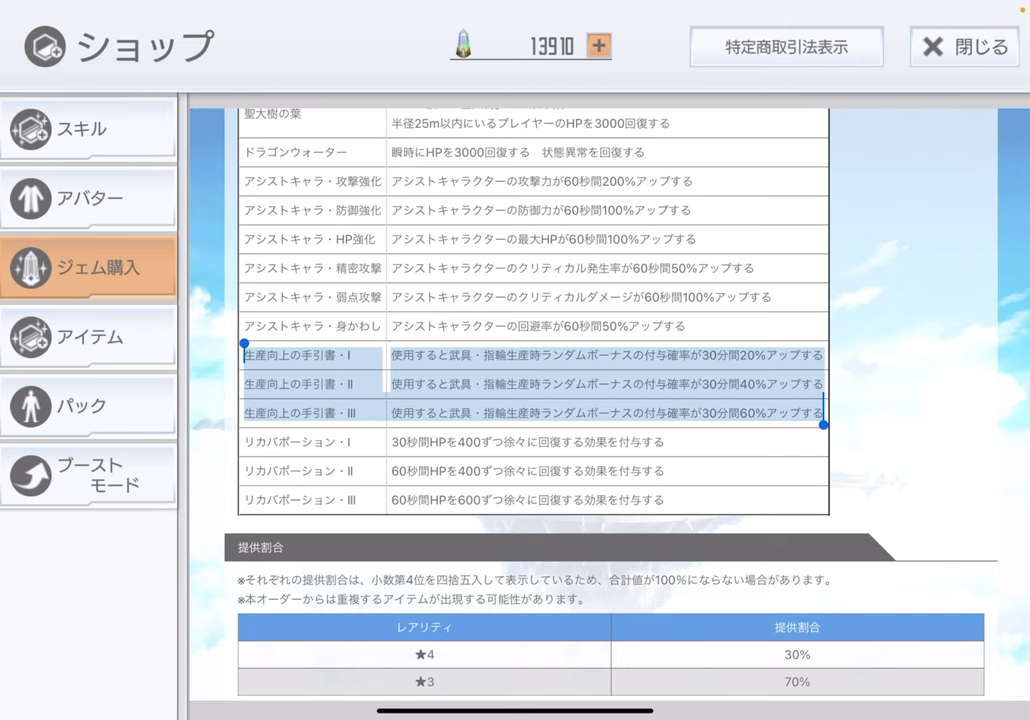 ショップ
13910
特定商取引法表示
閉じる
スキル
アバター
ジェム購入
アイテム
パック
ブースト
モード
聖大樹の葉
半径25m以内にいるプレイヤーのHPを3000回復する
ドラゴンウォーター 瞬時にHPを3000回復する 状態異常を回復する
アシストキャラ・攻撃強化 アシストキャラクターの攻撃力が60秒間200%アップする
アシストキャラ・防御強化 アシストキャラクターの防御力が60秒間100%アップする
アシストキャラ・HP強化 アシストキャラクターの最大HPが60秒間100%アップする
アシストキャラ・精密攻撃 アシストキャラクターのクリティカル発生率が60秒間50%アップする
アシストキャラ・弱点攻撃 アシストキャラクターのクリティカルダメージが60秒間100%アップする
アシストキャラ・身かわし アシストキャラクターの回避率が60秒間50%アップする
生産向上の手引書・Ⅰ 使用すると武具・指輪生産時ランダムボーナスの付与確率が30分間20%アップする
生産向上の手引書・Ⅱ 使用すると武具・指輪生産時ランダムボーナスの付与確率が30分間40%アップする
生産向上の手引書・Ⅲ 使用すると武具・指輪生産時ランダムボーナスの付与確率が30分間60%アップする
リカバポーション・Ⅰ 30秒間HPを400ずつ徐々に回復する効果を付与する
リカバポーション・Ⅱ 60秒間HPを400ずつ徐々に回復する効果を付与する
リカバポーション・Ⅲ 60秒間HPを600ずつ徐々に回復する効果を付与する
提供割合
※それぞれの提供割合は、小数第4位を四捨五入して表示しているため、合計値が100%にならない場合があります。
※本オーダーからは重複するアイテムが出現する可能性があります。
レアリティ 提供割合
★4 30%
★3 70%